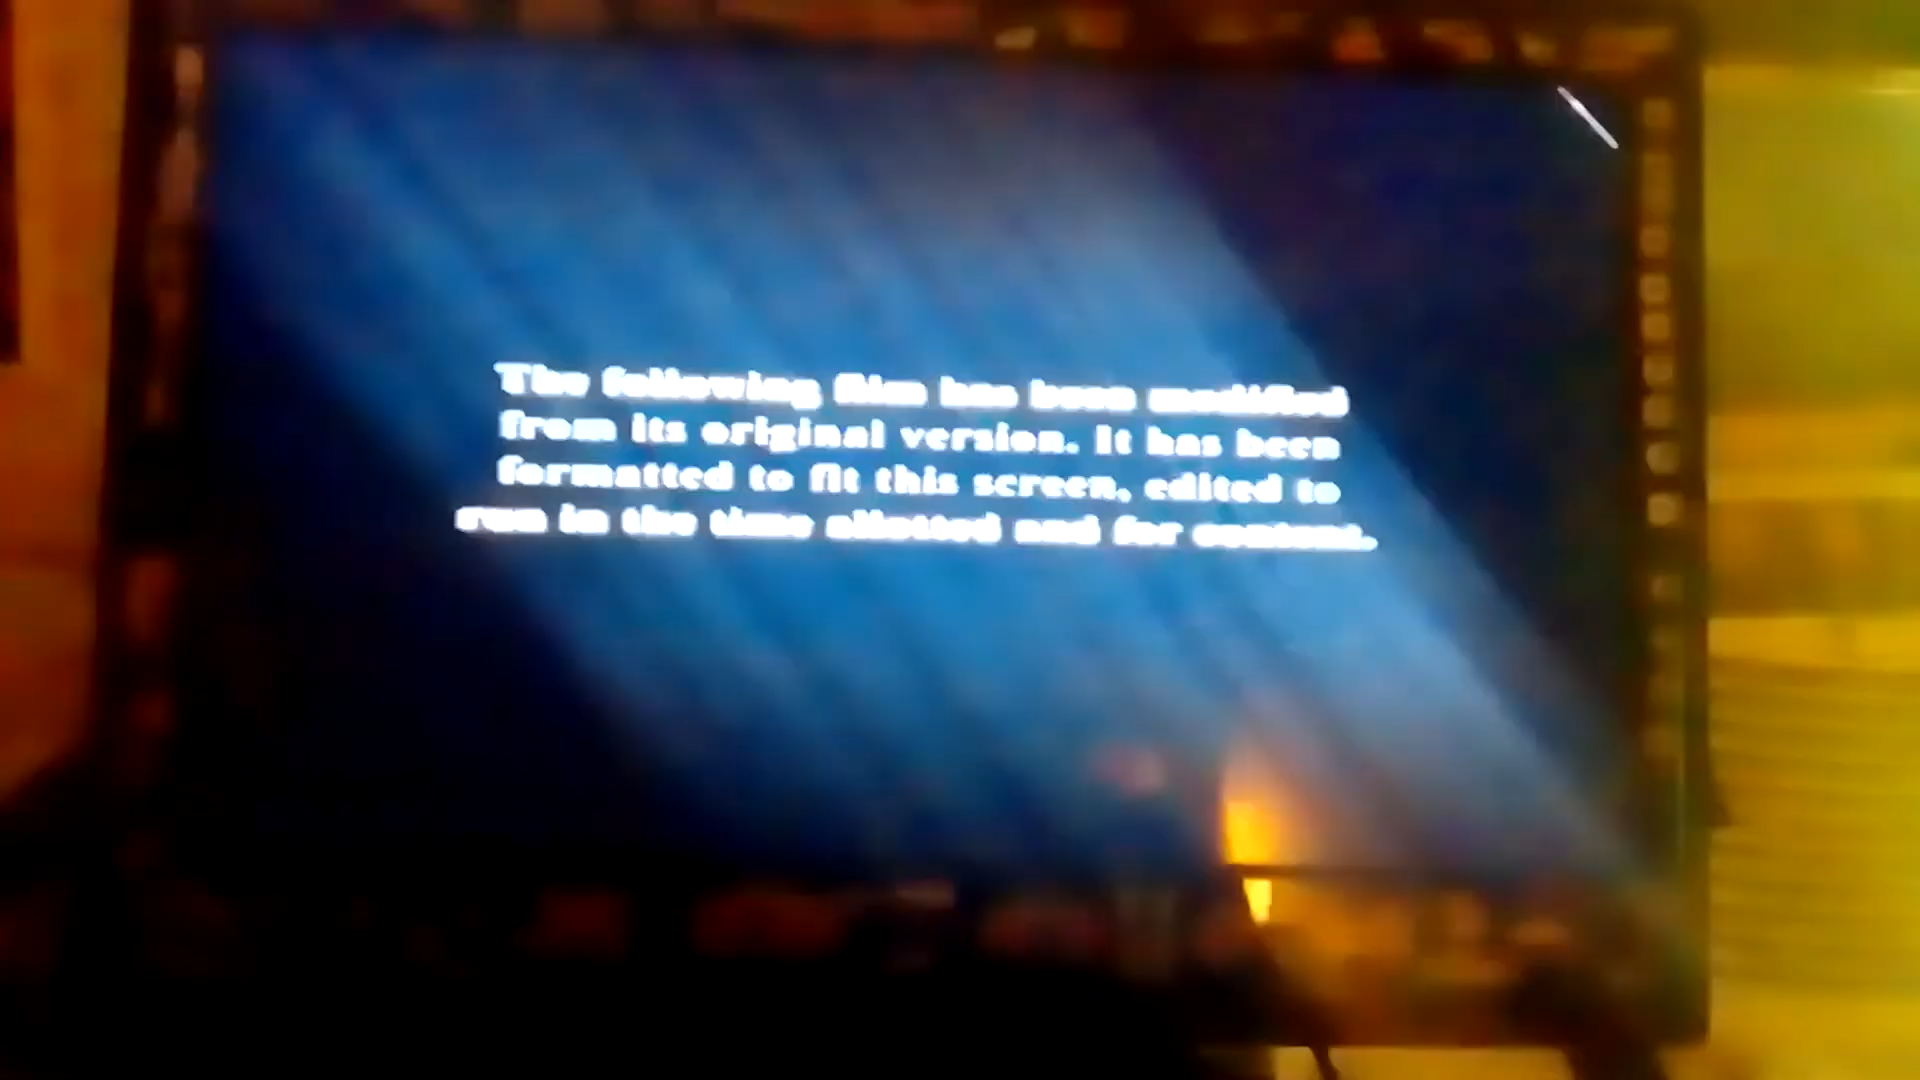 The following film has been modified
from its original version. It has been
formatted to fit this screen, edited to
run in the time allotted and for content.